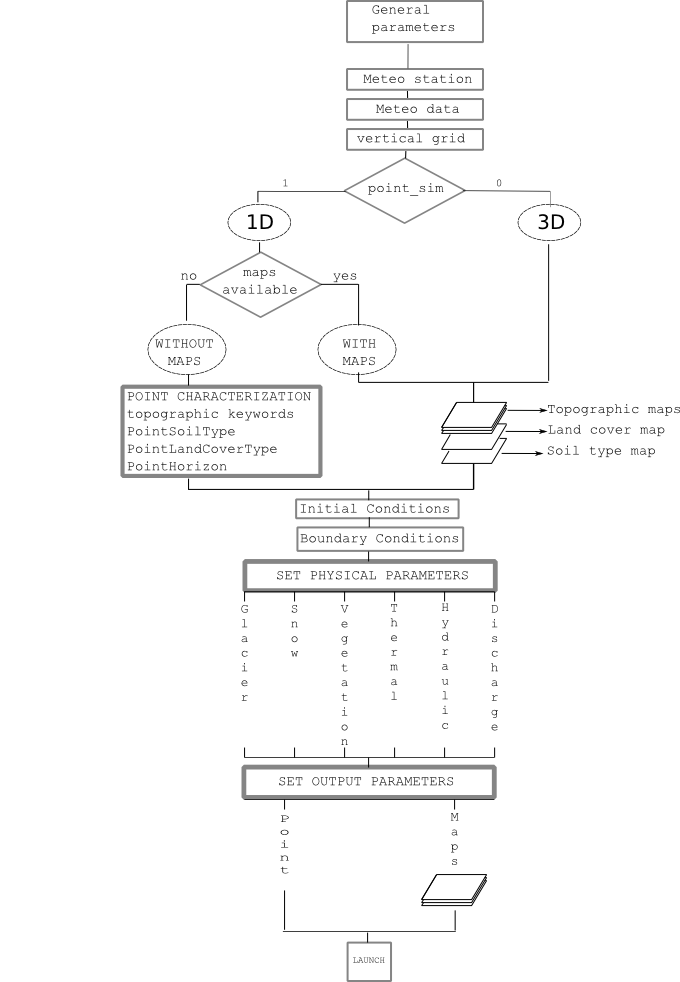 General
parameters
Meteo station
Meteo data
vertical grid
point_sim
1
0
1D
3D
maps
available
no
yes
WITHOUT
MAPS
WITH
MAPS
POINT CHARACTERIZATION
topographic keywords
PointSoilType
PointLandCoverType
PointHorizon
Topographic maps
Land cover map
Soil type map
Initial Conditions
Boundary Conditions
SET PHYSICAL PARAMETERS
Glacier
Snow
Vegetation
Thermal
Hydraulic
Discharge
SET OUTPUT PARAMETERS
Point
Maps
LAUNCH